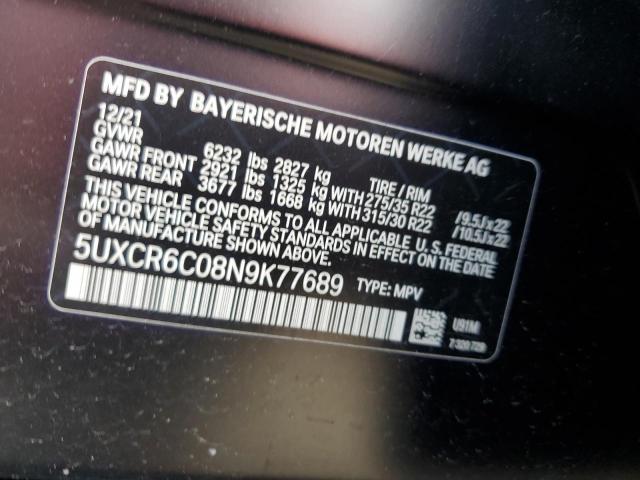 MFD BY BAYERISCHE MOTOREN WERKE AG
12/21
GVWR 6232 lbs 2827 kg TIRE / RIM
GAWR FRONT 2921 lbs 1325 kg WITH 275/35 R22 /9.5Jx22
GAWR REAR 3677 lbs 1668 kg WITH 315/30 R22 /10.5Jx22
THIS VEHICLE CONFORMS TO ALL APPLICABLE U.S. FEDERAL
MOTOR VEHICLE SAFETY STANDARDS IN EFFECT ON THE DATE
OF MANUFACTURE.
5UXCR6C08N9K77689 TYPE: MPV
U91M